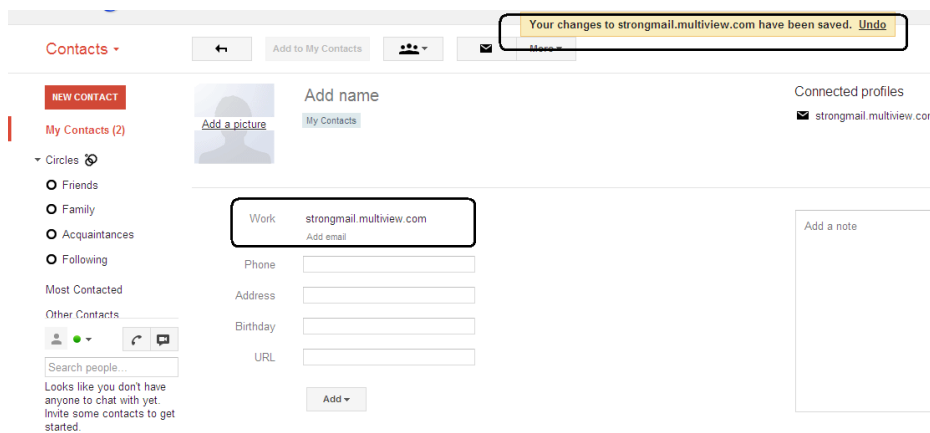 Your changes to strongmail.multiview.com have been saved. Undo
Contacts
Add to My Contacts
More
NEW CONTACT
Add name
Connected profiles
Add a picture
My Contacts
strongmail.multiview.com
My Contacts (2)
Circles
Friends
Family
Acquaintances
Following
Most Contacted
Other Contacts
Search people...
Looks like you don't have
anyone to chat with yet.
Invite some contacts to get
started.
Work strongmail.multiview.com
Add email
Phone
Address
Birthday
URL
Add
Add a note